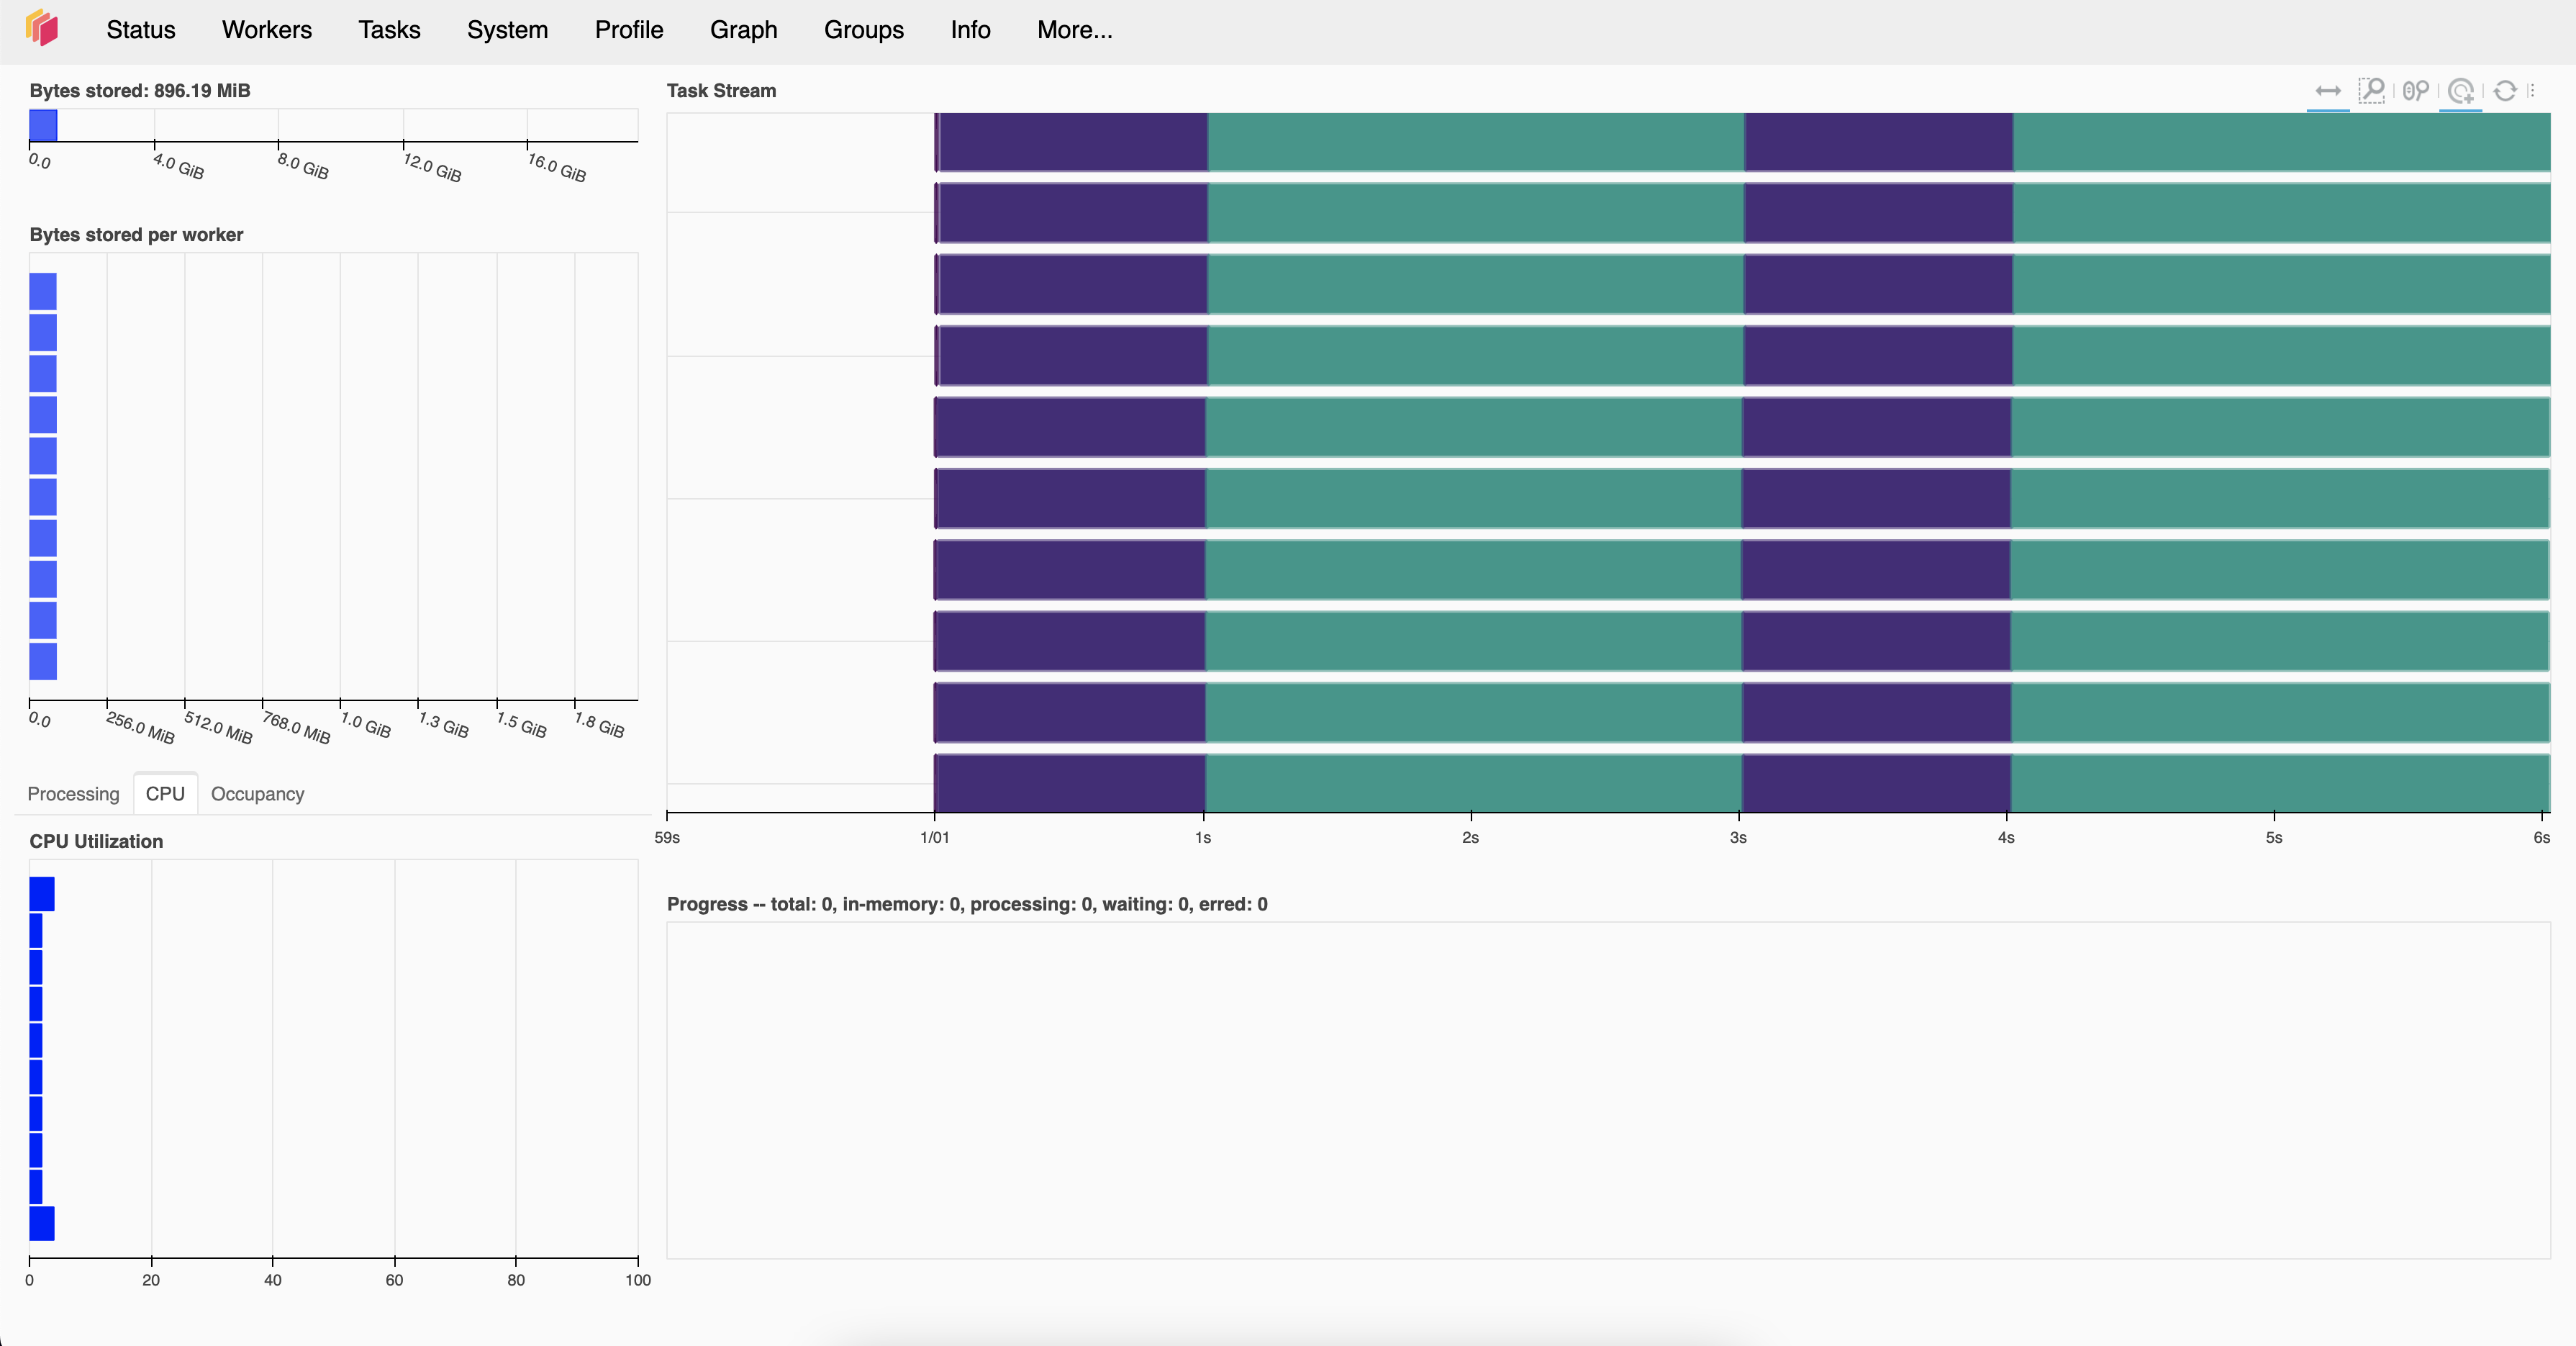 Status Workers Tasks System Profile Graph Groups Info More...
Bytes stored: 896.19 MiB
0.0 4.0 GiB 8.0 GiB 12.0 GiB 16.0 GiB
Bytes stored per worker
0.0 256.0 MiB 512.0 MiB 768.0 MiB 1.0 GiB 1.3 GiB 1.5 GiB 1.8 GiB
Processing CPU Occupancy
CPU Utilization
0 20 40 60 80 100
Task Stream
59s 1/01 1s 2s 3s 4s 5s 6s
Progress -- total: 0, in-memory: 0, processing: 0, waiting: 0, erred: 0